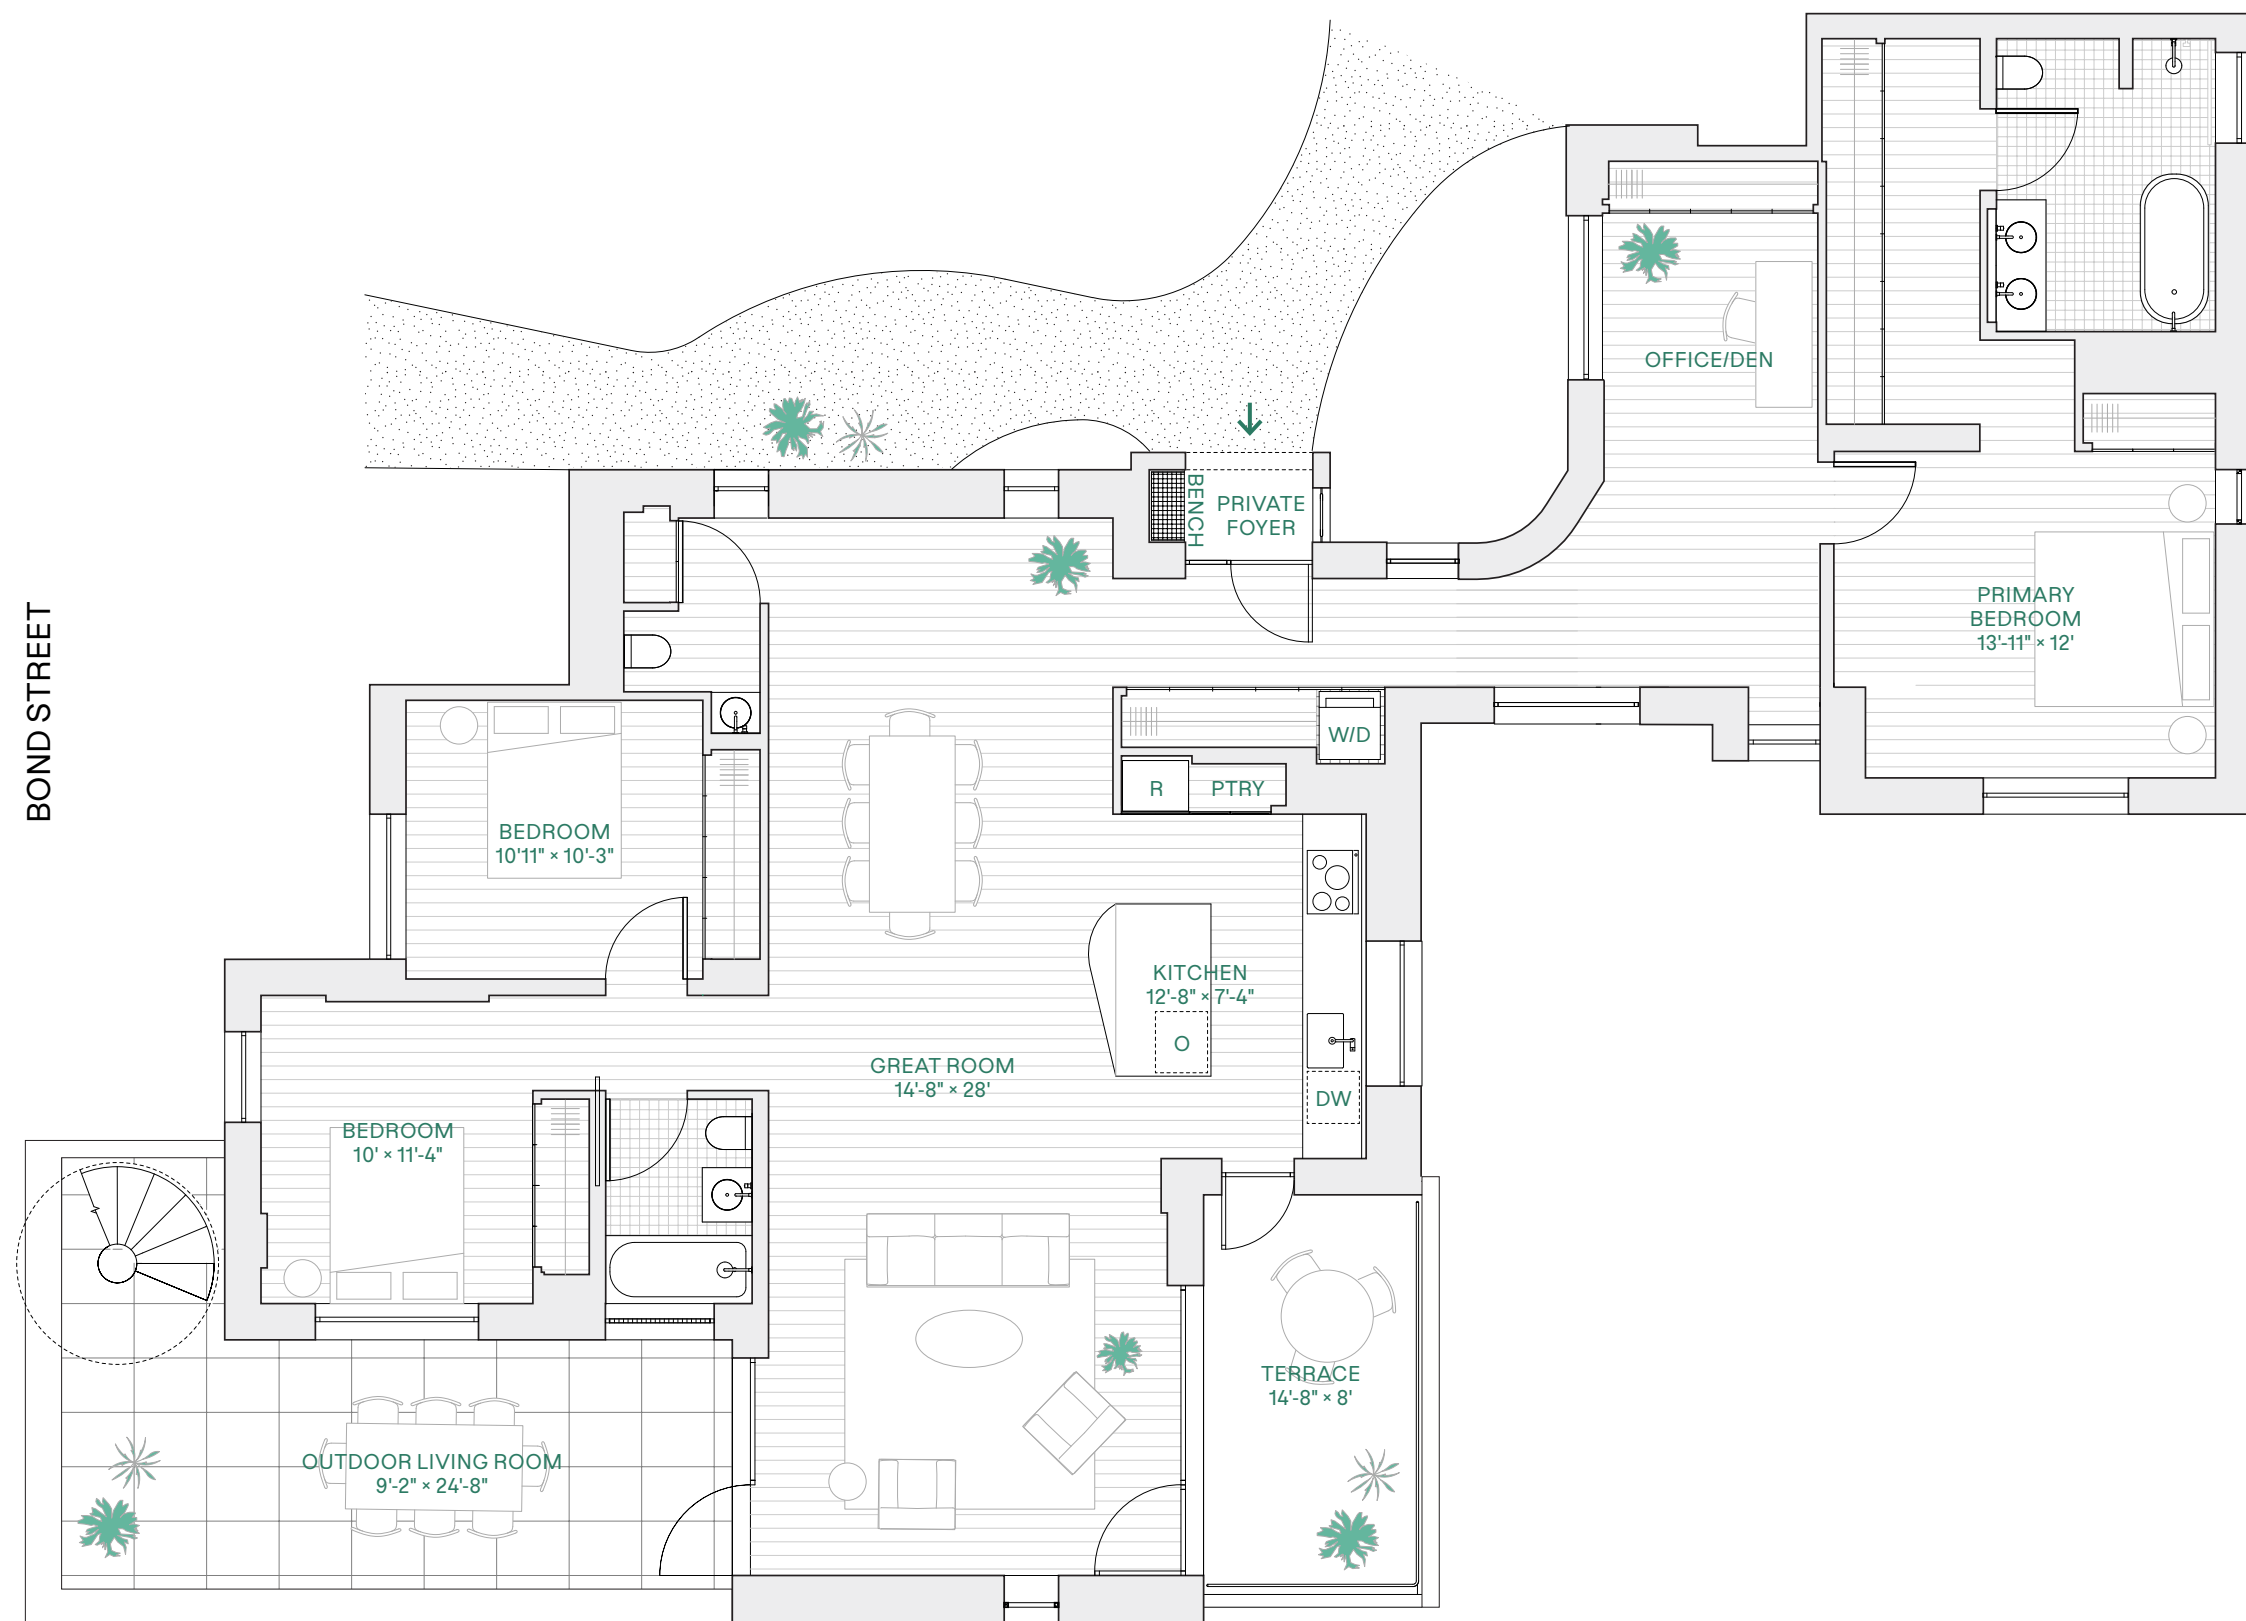 OFFICE/DEN
BENCH
PRIVATE
FOYER
PRIMARY
BEDROOM
13'-11" × 12'
BOND STREET
W/D
R
PTRY
BEDROOM
10'11" × 10'-3"
KITCHEN
12'-8" × 7'-4"
O
DW
GREAT ROOM
14'-8" × 28'
BEDROOM
10' × 11'-4"
TERRACE
14'-8" × 8'
OUTDOOR LIVING ROOM
9'-2" × 24'-8"